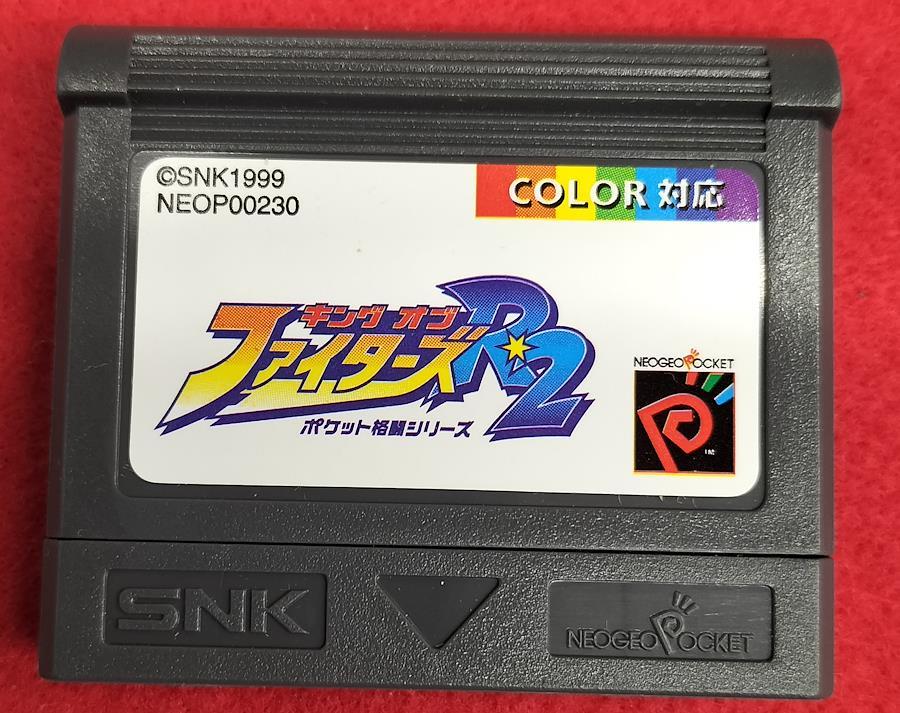 ©SNK1999
NEOP00230
COLOR 対応
キング オブ
ファイターズR2
ポケット格闘シリーズ
NEOGEO POCKET
TM
SNK
NEOGEO POCKET